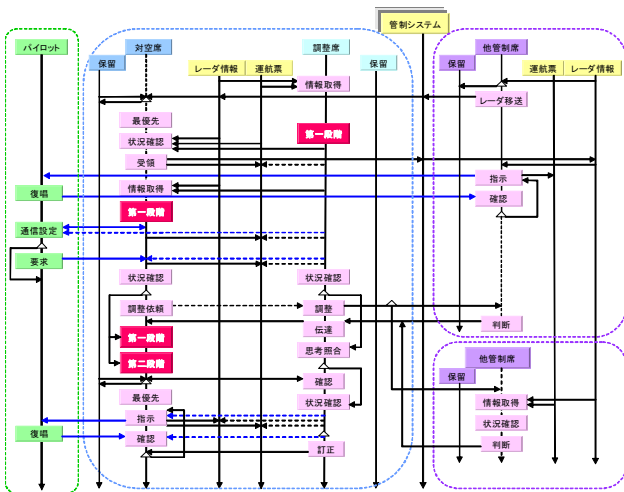 管制システム
パイロット
対空席
調整席
他管制席
保留
レーダ情報
運航票
保留
保留
運航票
レーダ情報
情報取得
レーダ移送
最優先
第一段階
状況確認
受領
指示
情報取得
復唱
確認
第一段階
通信設定
要求
状況確認
状況確認
調整依頼
調整
伝達
判断
第一段階
思考照合
第二段階
他管制席
確認
保留
最優先
状況確認
情報取得
指示
状況確認
復唱
確認
訂正
判断